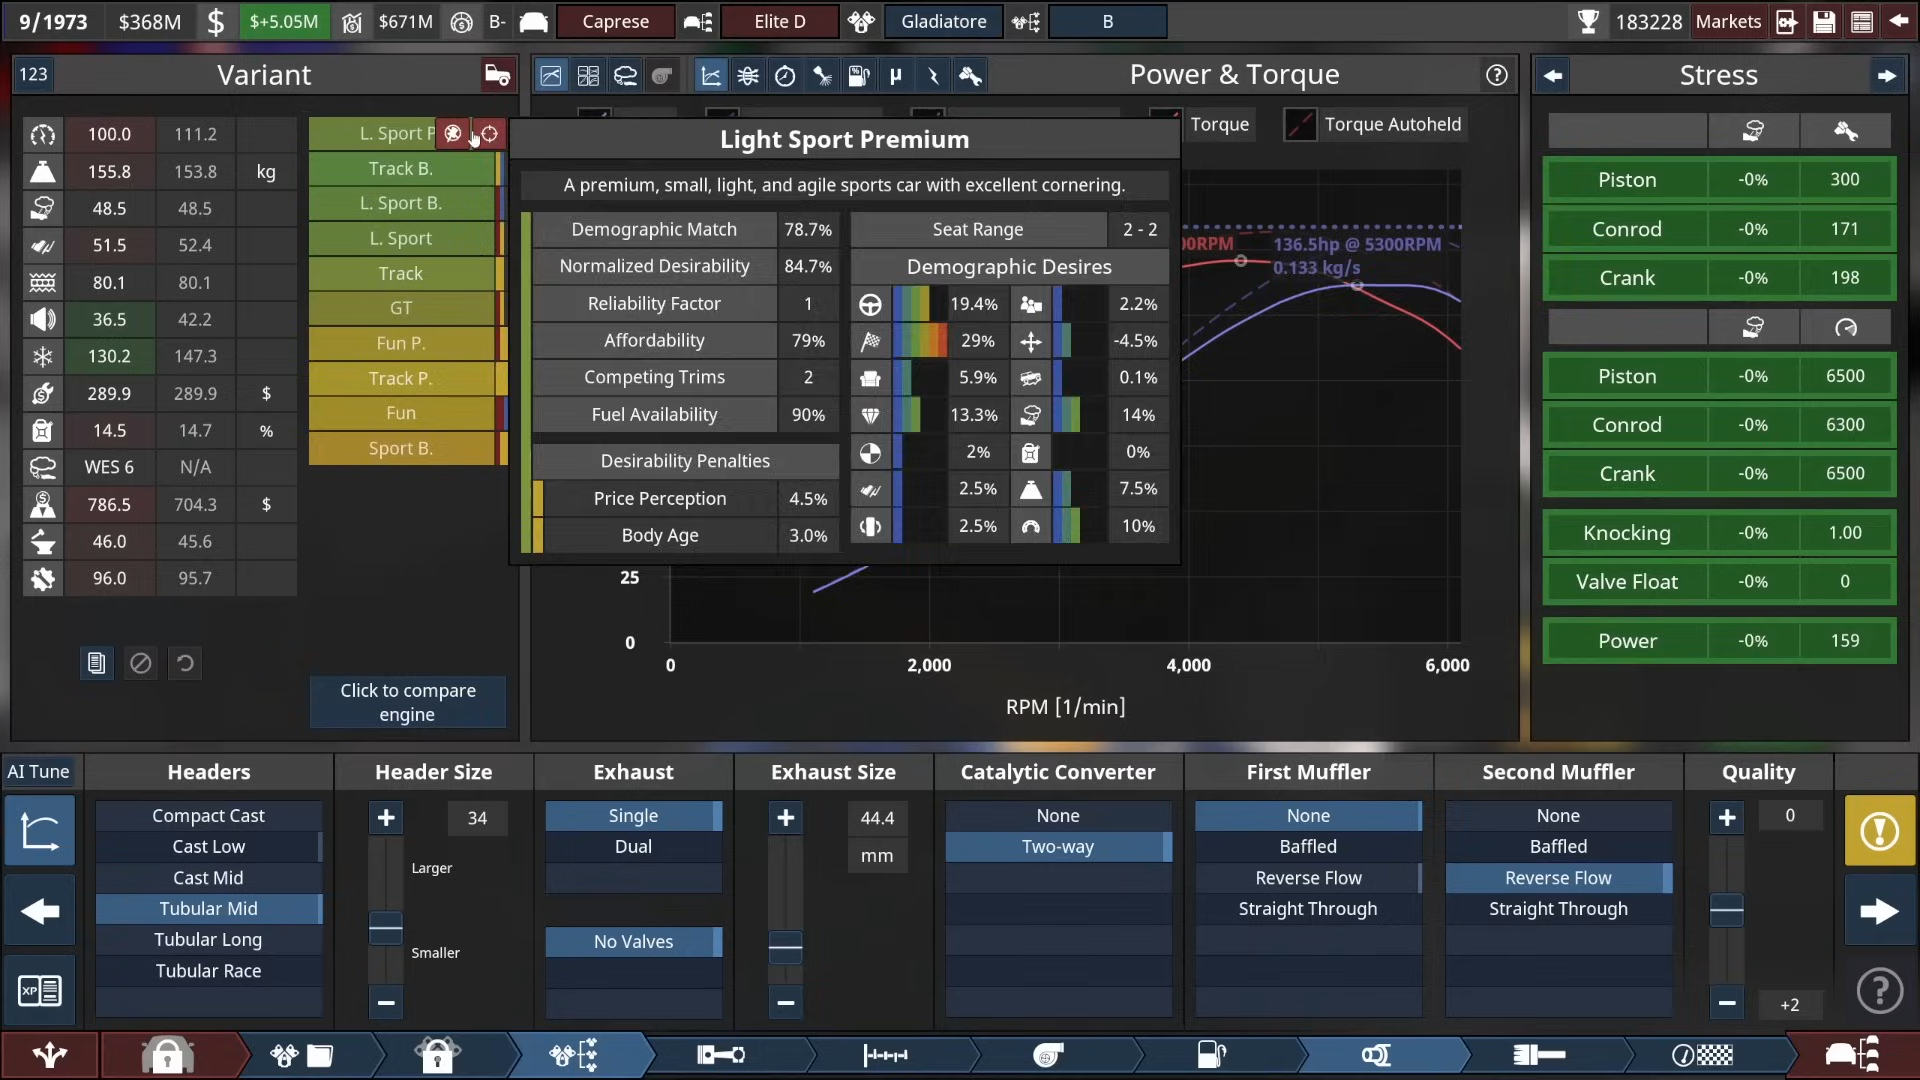 9/1973 $368M $+5.05M $671M B- Caprese Elite D Gladiatore B 183228 Markets
123 Variant
Power & Torque
Stress
100.0 111.2
155.8 153.8 kg
48.5 48.5
51.5 52.4
80.1 80.1
36.5 42.2
130.2 147.3
289.9 289.9 $
14.5 14.7 %
WES 6 N/A
786.5 704.3 $
46.0 45.6
96.0 95.7
L. Sport P
Track B.
L. Sport B.
L. Sport
Track
GT
Fun P.
Track P.
Fun
Sport B.
Click to compare
engine
Light Sport Premium
A premium, small, light, and agile sports car with excellent cornering.
Demographic Match 78.7%
Normalized Desirability 84.7%
Reliability Factor 1
Affordability 79%
Competing Trims 2
Fuel Availability 90%
Desirability Penalties
Price Perception 4.5%
Body Age 3.0%
Seat Range 2 - 2
Demographic Desires
19.4% 2.2%
29% -4.5%
5.9% 0.1%
13.3% 14%
2% 0%
2.5% 7.5%
2.5% 10%
Torque Torque Autoheld
00RPM 136.5hp @ 5300RPM
0.133 kg/s
25
0
0 2,000 4,000 6,000
RPM [1/min]
Piston -0% 300
Conrod -0% 171
Crank -0% 198
Piston -0% 6500
Conrod -0% 6300
Crank -0% 6500
Knocking -0% 1.00
Valve Float -0% 0
Power -0% 159
AI Tune
Headers
Compact Cast
Cast Low
Cast Mid
Tubular Mid
Tubular Long
Tubular Race
Header Size
34
Larger
Smaller
Exhaust
Single
Dual
No Valves
Exhaust Size
44.4
mm
Catalytic Converter
None
Two-way
First Muffler
None
Baffled
Reverse Flow
Straight Through
Second Muffler
None
Baffled
Reverse Flow
Straight Through
Quality
0
+2
XP